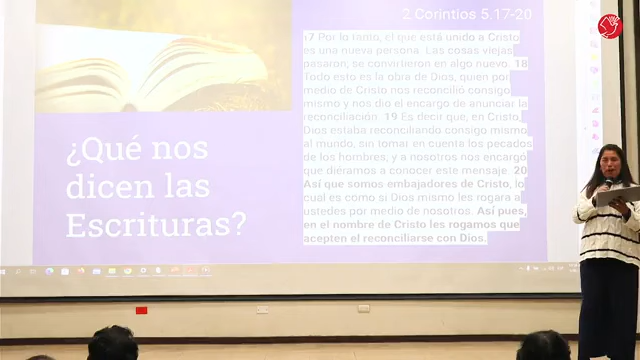 2 Corintios 5.17-20
17 Por lo tanto, el que está unido a Cristo
es una nueva persona. Las cosas viejas
pasaron; se convirtieron en algo nuevo. 18
Todo esto es la obra de Dios, quien por
medio de Cristo nos reconcilió consigo
mismo y nos dio el encargo de anunciar la
reconciliación. 19 Es decir que, en Cristo,
Dios estaba reconciliando consigo mismo
al mundo, sin tomar en cuenta los pecados
de los hombres; y a nosotros nos encargó
que diéramos a conocer este mensaje. 20
Así que somos embajadores de Cristo, lo
cual es como si Dios mismo les rogara a
ustedes por medio de nosotros. Así pues,
en el nombre de Cristo les rogamos que
acepten el reconciliarse con Dios.
¿Qué nos
dicen las
Escrituras?